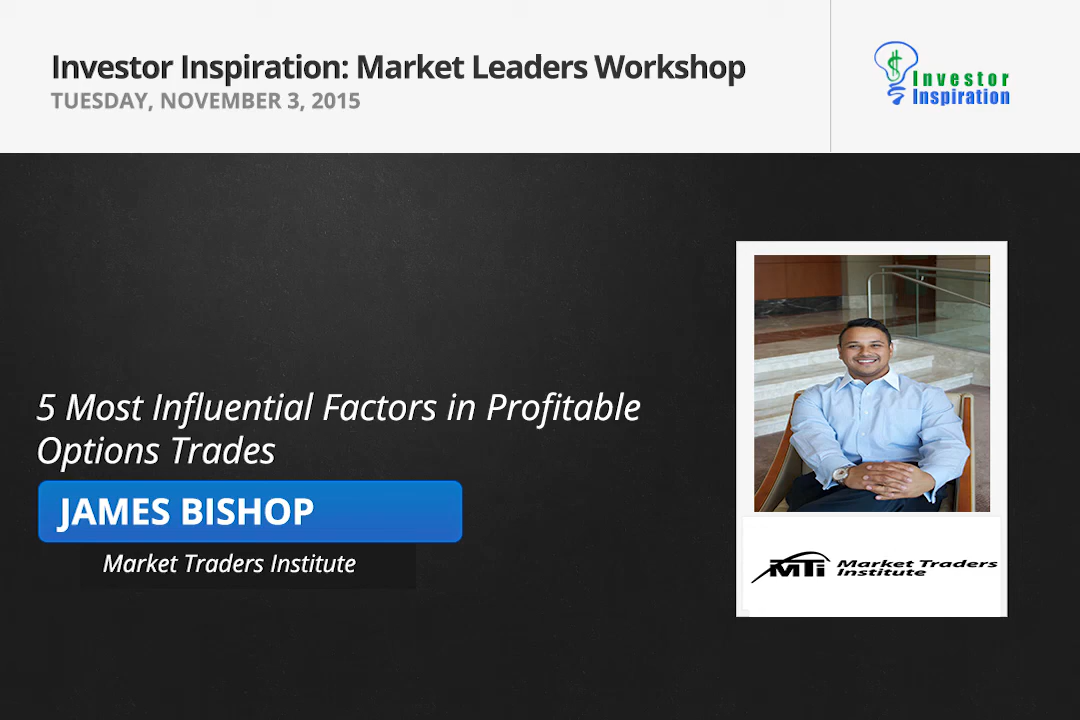 Investor Inspiration: Market Leaders Workshop
TUESDAY, NOVEMBER 3, 2015
Investor
Inspiration
5 Most Influential Factors in Profitable
Options Trades
JAMES BISHOP
Market Traders Institute
MTi Market Traders
Institute